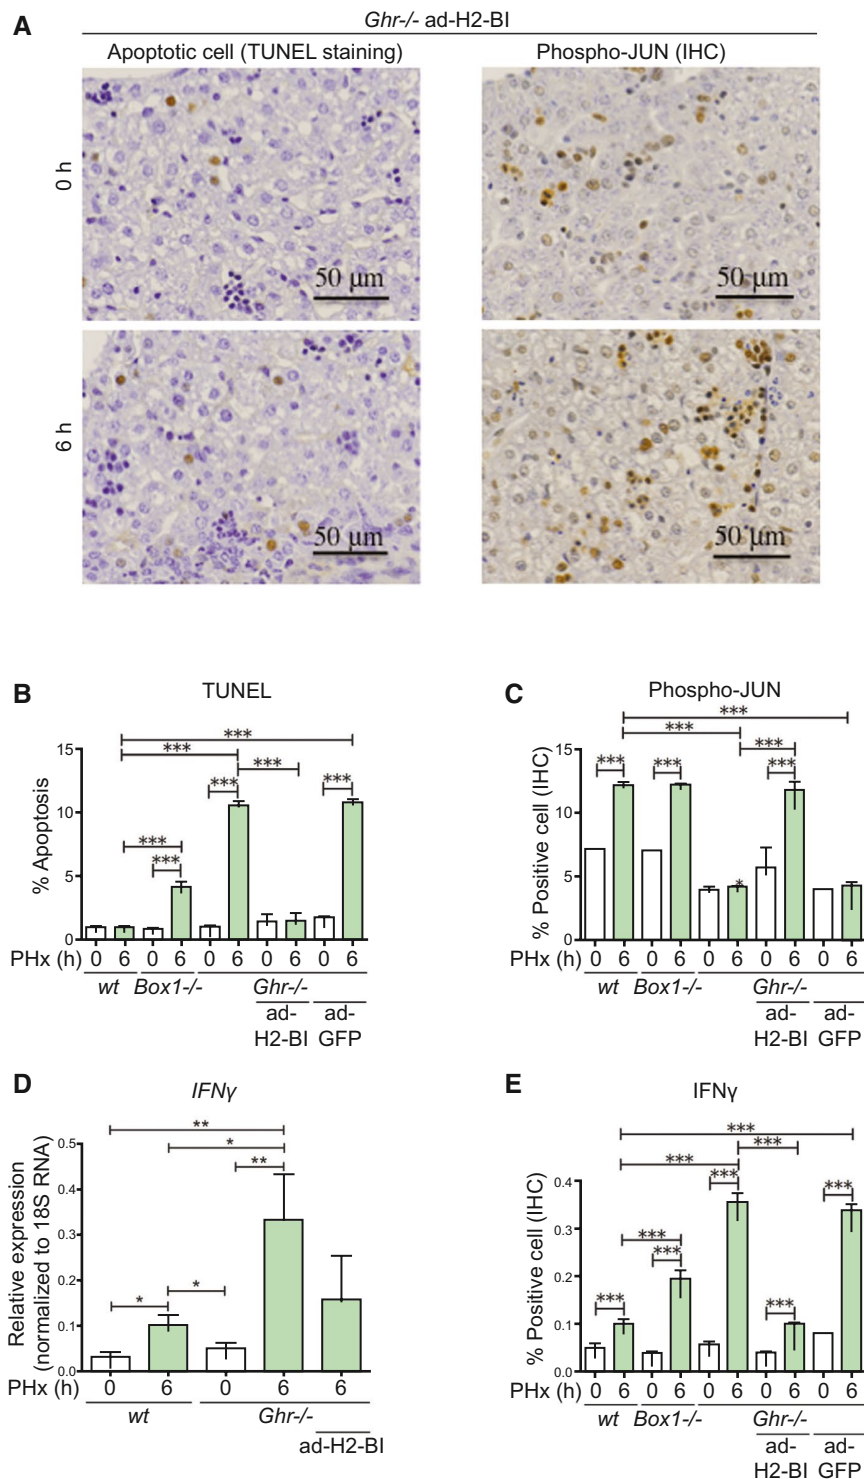 A
Ghr-/- ad-H2-BI
Apoptotic cell (TUNEL staining)
Phospho-JUN (IHC)
0 h
50 µm
50 µm
6 h
50 µm
50 µm
B
TUNEL
% Apoptosis
15
10
5
0
***
***
***
***
***
***
***
PHx (h) 0 6 0 6 0 6 0 6 0 6
wt Box1-/- Ghr-/-
ad-H2-BI
ad-GFP
C
Phospho-JUN
% Positive cell (IHC)
15
10
5
0
***
***
***
***
***
***
*
PHx (h) 0 6 0 6 0 6 0 6 0 6
wt Box1-/- Ghr-/-
ad-
H2-BI
ad-
GFP
D
IFNγ
Relative expression
(normalized to 18S RNA)
0.5
0.4
0.3
0.2
0.1
0.0
**
*
**
*
*
PHx (h) 0 6 0 6 6
wt Ghr-/-
ad-H2-BI
E
IFNγ
% Positive cell (IHC)
0.4
0.3
0.2
0.1
0.0
***
***
***
***
***
***
***
***
***
PHx (h) 0 6 0 6 0 6 0 6 0 6
wt Box1-/- Ghr-/-
ad-
H2-BI
ad-
GFP